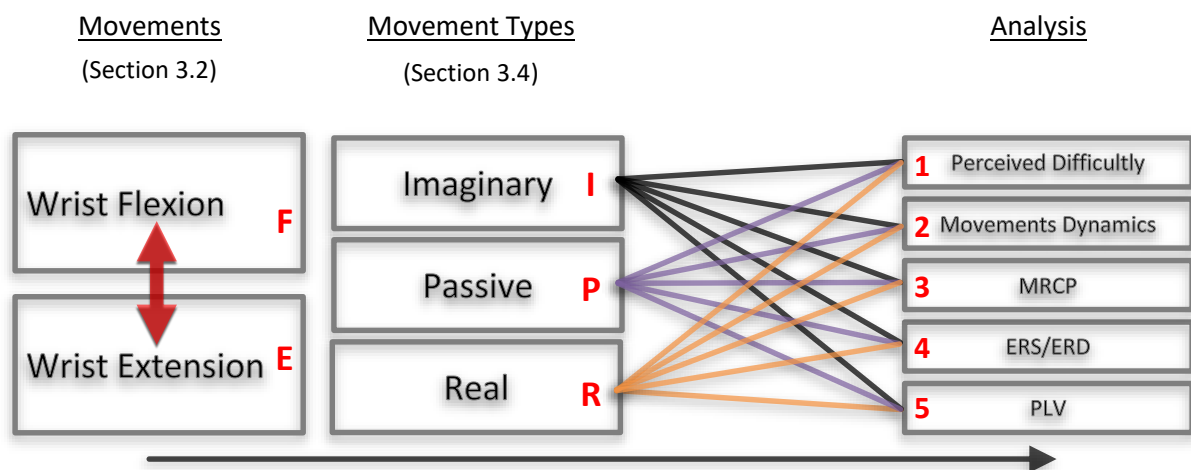 Movements
(Section 3.2)
Movement Types
(Section 3.4)
Analysis
Wrist Flexion F
Wrist Extension E
Imaginary I
Passive P
Real R
1 Perceived Difficultly
2 Movements Dynamics
3 MRCP
4 ERS/ERD
5 PLV